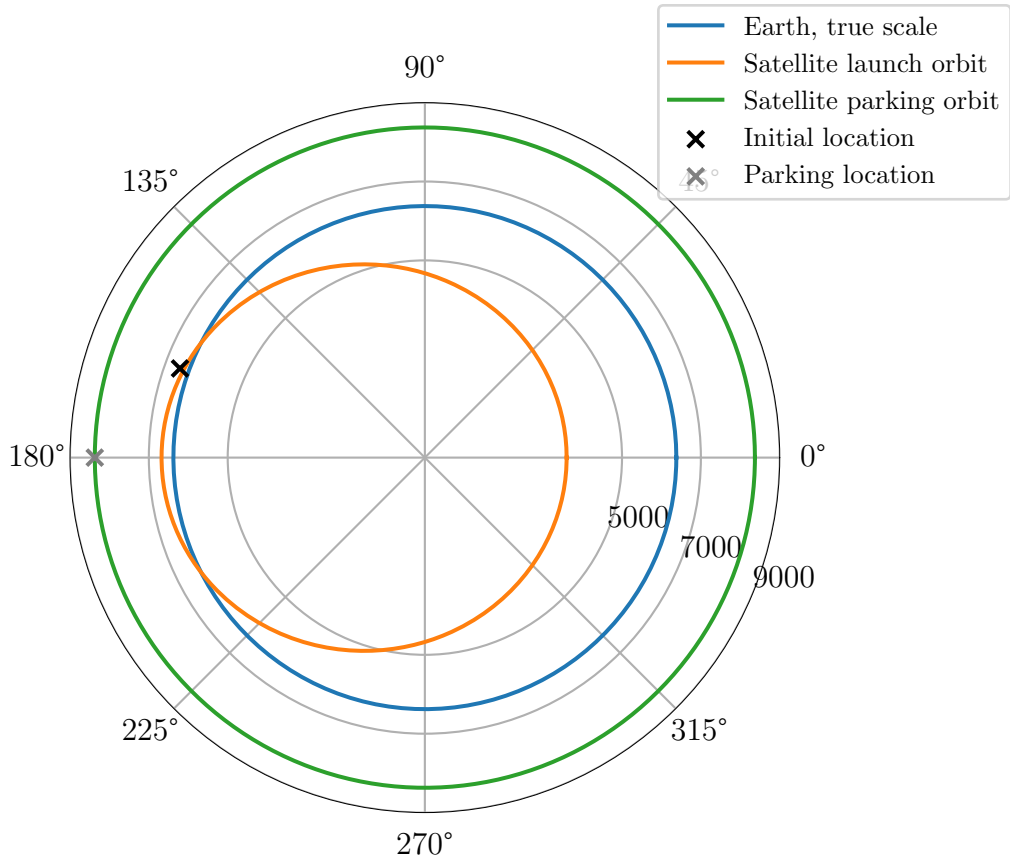 Earth, true scale
Satellite launch orbit
Satellite parking orbit
Initial location
Parking location
90°
45°
135°
180°
0°
5000
7000
9000
225°
315°
270°